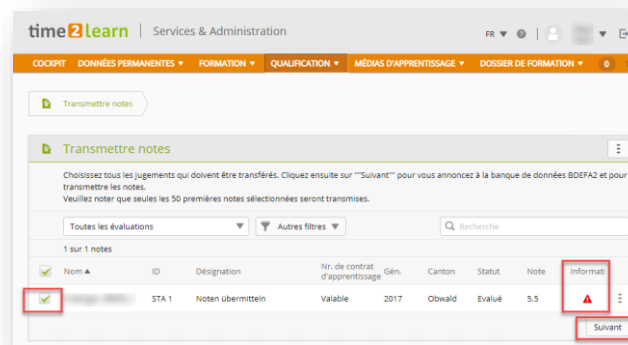 time2learn Services & Administration FR
COCKPIT DONNÉES PERMANENTES FORMATION QUALIFICATION MÉDIAS D'APPRENTISSAGE DOSSIER DE FORMATION 0
Transmettre notes
Transmettre notes
Choisissez tous les jugements qui doivent être transférés. Cliquez ensuite sur ""Suivant"" pour vous annoncez à la banque de données BDEFA2 et pour
transmettre les notes.
Veuillez noter que seules les 50 premières notes sélectionnées seront transmises.
Toutes les évaluations Autres filtres Recherche
1 sur 1 notes
Nom ID Désignation Nr. de contrat d'apprentissage Gén. Canton Statut Note Informati
STA 1 Noten übermitteln Valable 2017 Obwald Evalué 5.5
Suivant